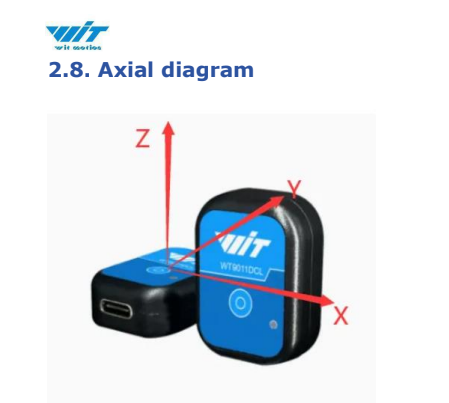 WiT
wit motion
2.8. Axial diagram
Z
Y
WiT
WT9011DCL
X